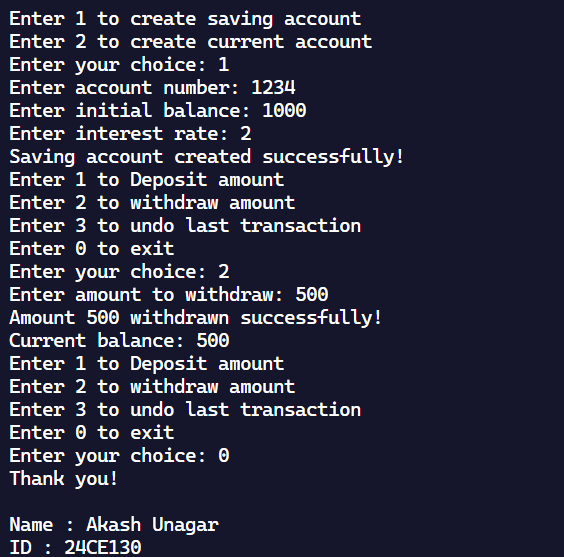 Enter 1 to create saving account
Enter 2 to create current account
Enter your choice: 1
Enter account number: 1234
Enter initial balance: 1000
Enter interest rate: 2
Saving account created successfully!
Enter 1 to Deposit amount
Enter 2 to withdraw amount
Enter 3 to undo last transaction
Enter 0 to exit
Enter your choice: 2
Enter amount to withdraw: 500
Amount 500 withdrawn successfully!
Current balance: 500
Enter 1 to Deposit amount
Enter 2 to withdraw amount
Enter 3 to undo last transaction
Enter 0 to exit
Enter your choice: 0
Thank you!
Name : Akash Unagar
ID : 24CE130